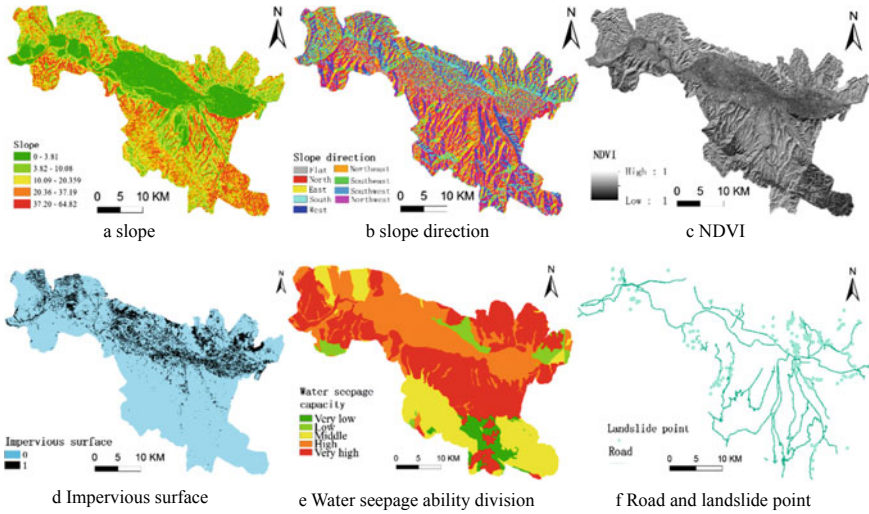 N
Slope
0 - 3.81
3.82 - 10.08
10.09 - 20.359
20.36 - 37.19
37.20 - 64.82
0 5 10 KM
a slope
N
Slope direction
Flat
North
East
South
West
Northeast
Southeast
Southwest
Northwest
0 5 10 KM
b slope direction
N
NDVI
High : 1
Low : 1
0 5 10 KM
c NDVI
N
Impervious surface
0
1
0 5 10 KM
d Impervious surface
N
Water seepage
capacity
Very low
Low
Middle
High
Very high
0 5 10 KM
e Water seepage ability division
N
Landslide point
Road
0 5 10 KM
f Road and landslide point